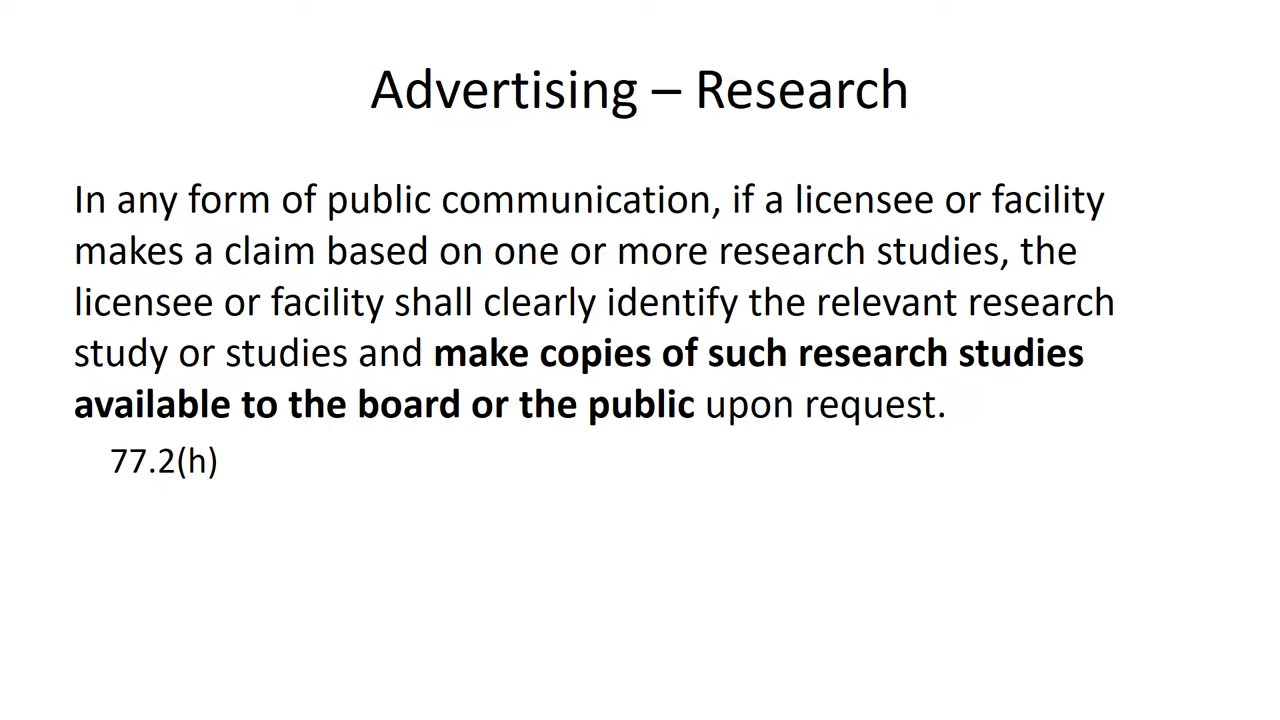 Advertising – Research
In any form of public communication, if a licensee or facility
makes a claim based on one or more research studies, the
licensee or facility shall clearly identify the relevant research
study or studies and make copies of such research studies
available to the board or the public upon request.
77.2(h)